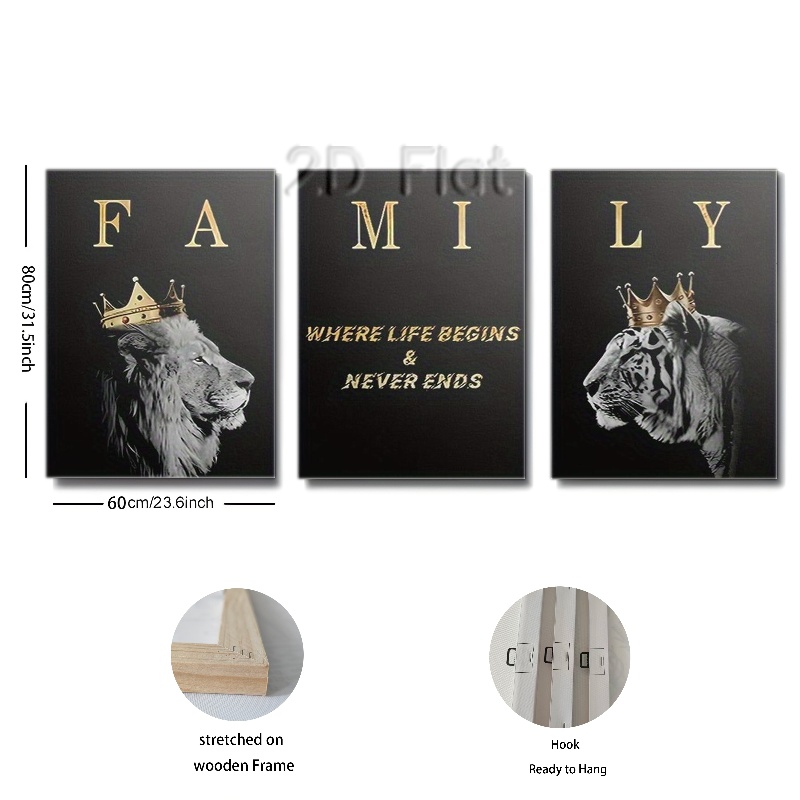 2D Flat
F A
M I
L Y
WHERE LIFE BEGINS
&
NEVER ENDS
80cm/31.5inch
60cm/23.6inch
stretched on
wooden Frame
Hook
Ready to Hang